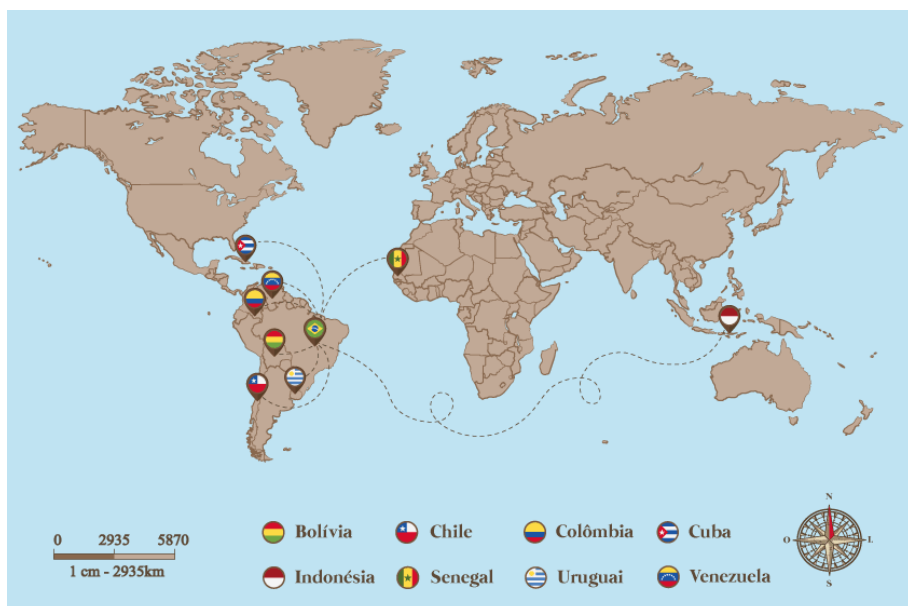 0 2935 5870
1 cm - 2935km
Bolívia Chile Colômbia Cuba
Indonésia Senegal Uruguai Venezuela
N
O L
S